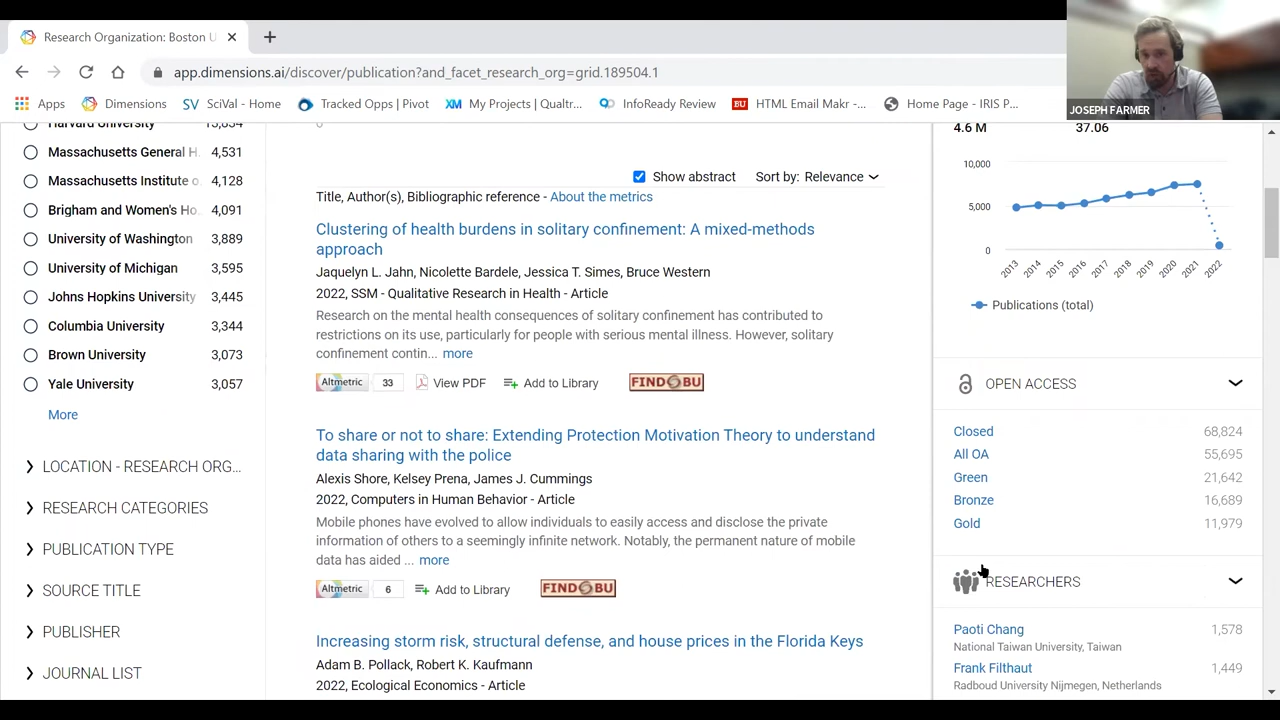 Research Organization: Boston U
app.dimensions.ai/discover/publication?and_facet_research_org=grid.189504.1
Apps
Dimensions
SV SciVal - Home
Tracked Opps | Pivot
XM My Projects | Qualtr...
InfoReady Review
BU HTML Email Makr -...
Home Page - IRIS P...
JOSEPH FARMER
Harvard University
Massachusetts General H. 4,531
Massachusetts Institute o. 4,128
Brigham and Women's Ho. 4,091
University of Washington 3,889
University of Michigan 3,595
Johns Hopkins University 3,445
Columbia University 3,344
Brown University 3,073
Yale University 3,057
More
LOCATION - RESEARCH ORG...
RESEARCH CATEGORIES
PUBLICATION TYPE
SOURCE TITLE
PUBLISHER
JOURNAL LIST
Show abstract Sort by: Relevance
Title, Author(s), Bibliographic reference - About the metrics
Clustering of health burdens in solitary confinement: A mixed-methods
approach
Jaquelyn L. Jahn, Nicolette Bardele, Jessica T. Simes, Bruce Western
2022, SSM - Qualitative Research in Health - Article
Research on the mental health consequences of solitary confinement has contributed to
restrictions on its use, particularly for people with serious mental illness. However, solitary
confinement contin... more
Altmetric 33 View PDF Add to Library FIND@BU
To share or not to share: Extending Protection Motivation Theory to understand
data sharing with the police
Alexis Shore, Kelsey Prena, James J. Cummings
2022, Computers in Human Behavior - Article
Mobile phones have evolved to allow individuals to easily access and disclose the private
information of others to a seemingly infinite network. Notably, the permanent nature of mobile
data has aided ... more
Altmetric 6 Add to Library FIND@BU
Increasing storm risk, structural defense, and house prices in the Florida Keys
Adam B. Pollack, Robert K. Kaufmann
2022, Ecological Economics - Article
4.6 M 37.06
10,000
5,000
0
2013 2014 2015 2016 2017 2018 2019 2020 2021 2022
Publications (total)
OPEN ACCESS
Closed 68,824
All OA 55,695
Green 21,642
Bronze 16,689
Gold 11,979
RESEARCHERS
Paoti Chang 1,578
National Taiwan University, Taiwan
Frank Filthaut 1,449
Radboud University Nijmegen, Netherlands